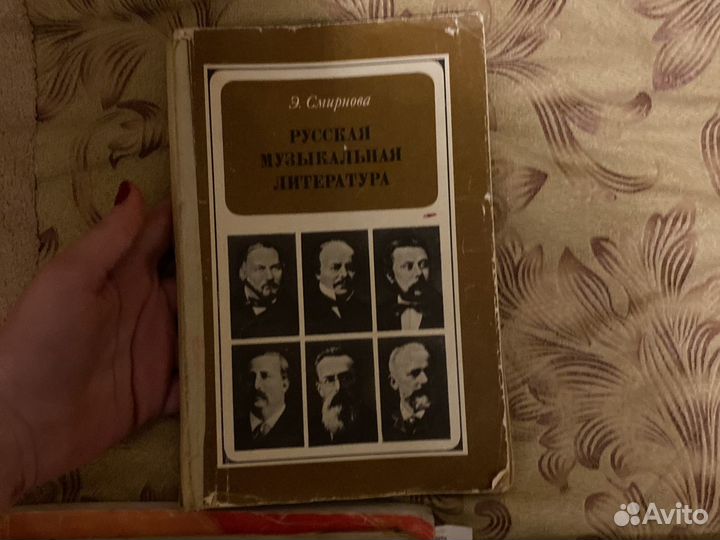 Э. Смирнова
РУССКАЯ
МУЗЫКАЛЬНАЯ
ЛИТЕРАТУРА
Avito